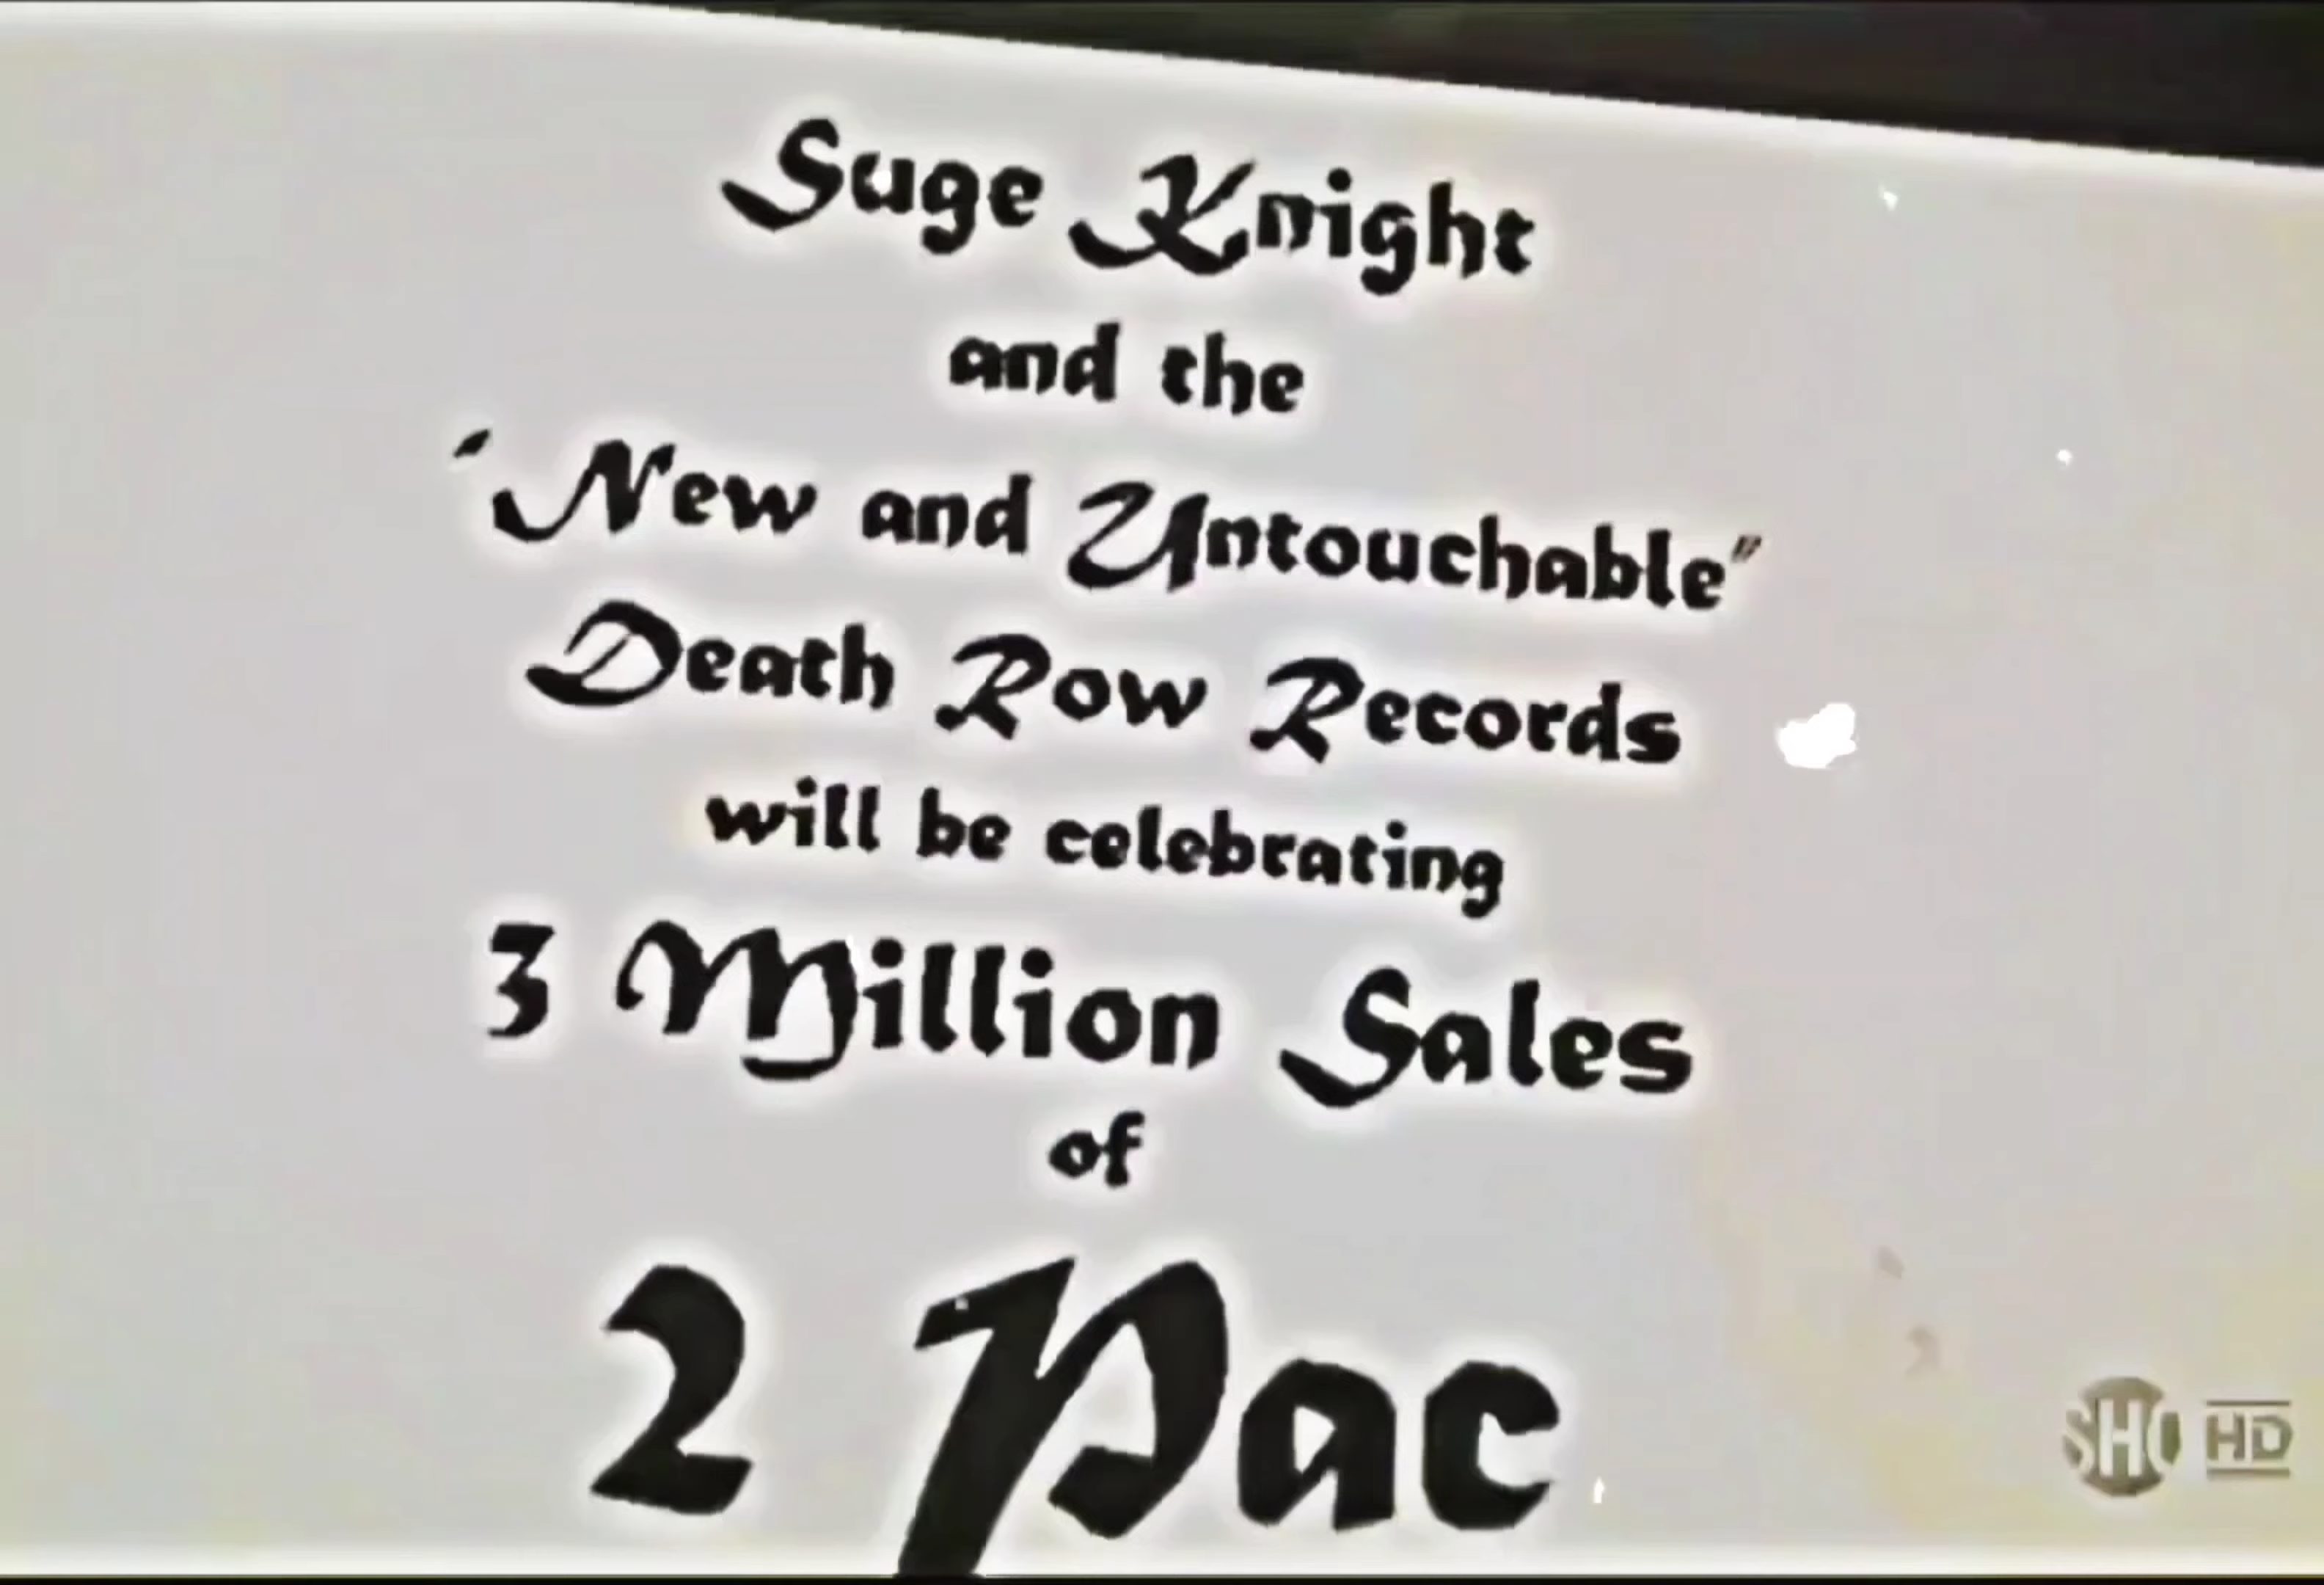 Suge Knight
and the
"New and Untouchable"
Death Row Records
will be celebrating
3 Million Sales
of
2 Pac
SHO HD